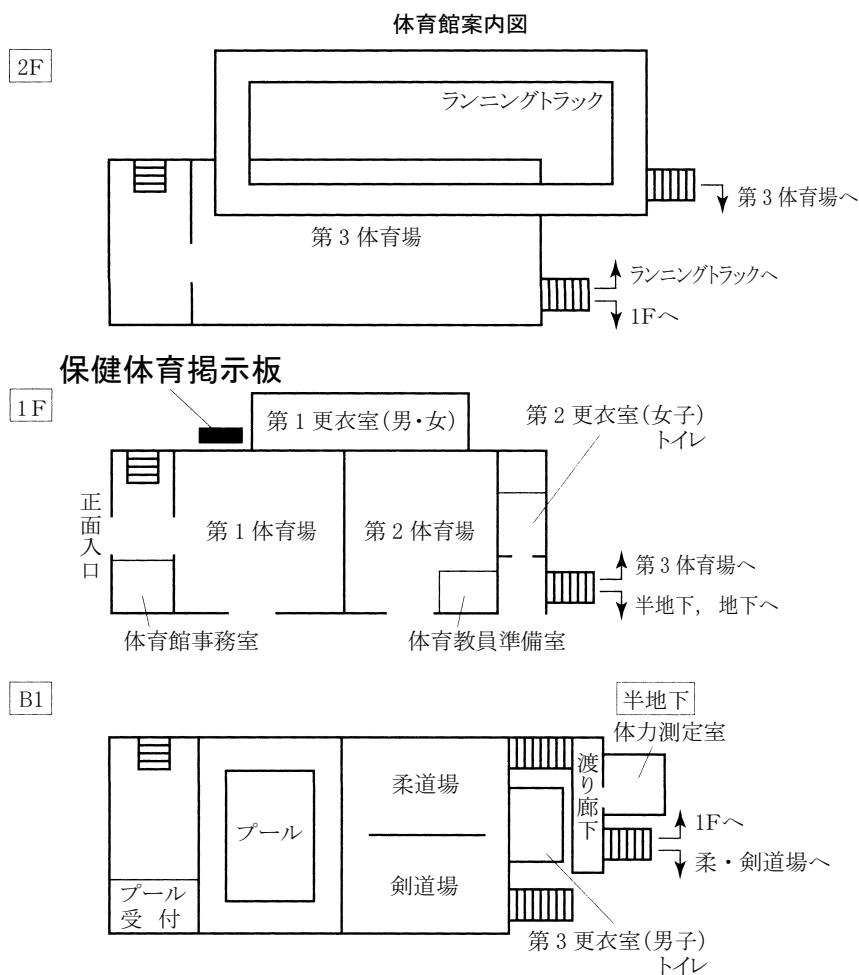 体育館案内図
2F
ランニングトラック
第3体育場へ
第3体育場
ランニングトラックへ
1Fへ
保健体育掲示板
1F
第1更衣室(男・女)
第2更衣室(女子)
トイレ
正面入口
第1体育場
第2体育場
第3体育場へ
半地下，地下へ
体育館事務室
体育教員準備室
B1
半地下
体力測定室
渡り廊下
柔道場
プール
1Fへ
柔・剣道場へ
剣道場
プール
受付
第3更衣室(男子)
トイレ